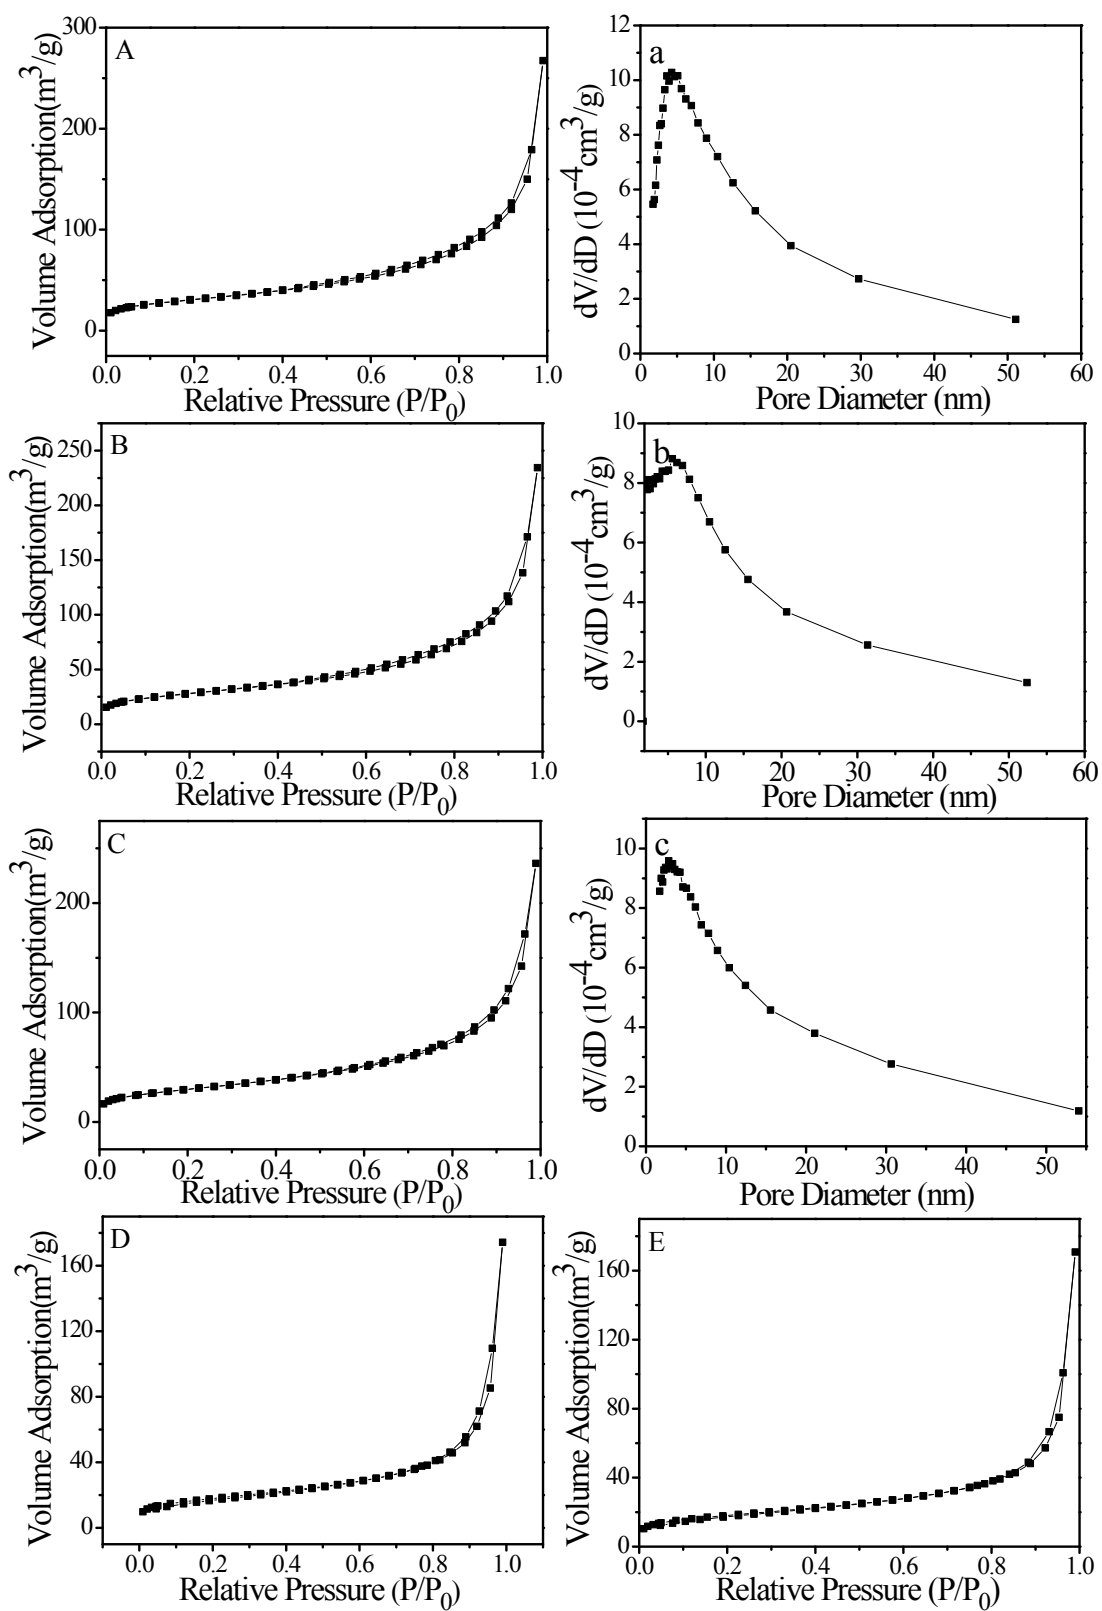 A
Volume Adsorption(m³/g)
300
200
100
0
0.0 0.2 0.4 0.6 0.8 1.0
Relative Pressure (P/P₀)
a
dV/dD (10⁻⁴cm³/g)
12
10
8
6
4
2
0
0 10 20 30 40 50 60
Pore Diameter (nm)
B
Volume Adsorption(m³/g)
250
200
150
100
50
0
0.0 0.2 0.4 0.6 0.8 1.0
Relative Pressure (P/P₀)
b
dV/dD (10⁻⁴cm³/g)
10
8
6
4
2
0
10 20 30 40 50 60
Pore Diameter (nm)
C
Volume Adsorption(m³/g)
200
100
0
0.0 0.2 0.4 0.6 0.8 1.0
Relative Pressure (P/P₀)
c
dV/dD (10⁻⁴cm³/g)
10
8
6
4
2
0
0 10 20 30 40 50
Pore Diameter (nm)
D
Volume Adsorption(m³/g)
160
120
80
40
0
0.0 0.2 0.4 0.6 0.8 1.0
Relative Pressure (P/P₀)
E
Volume Adsorption(m³/g)
160
120
80
40
0
0.0 0.2 0.4 0.6 0.8 1.0
Relative Pressure (P/P₀)